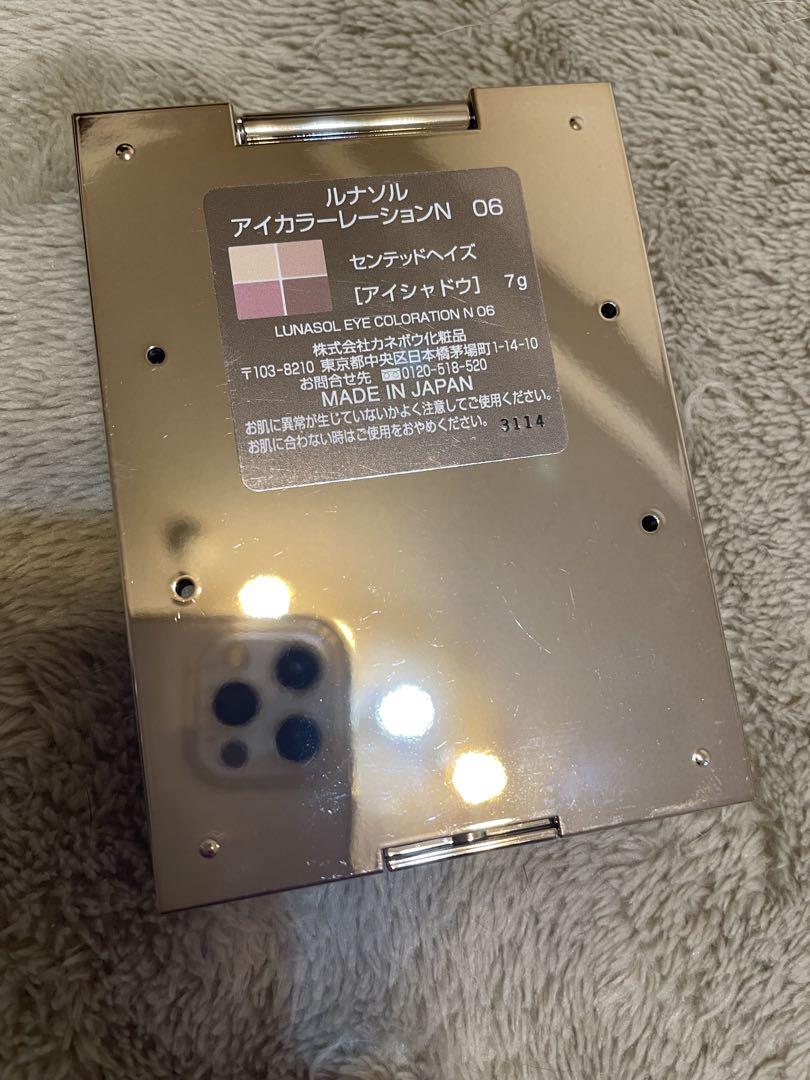 ルナソル
アイカラーレーションN 06
センテッドヘイズ
[アイシャドウ] 7g
LUNASOL EYE COLORATION N 06
株式会社カネボウ化粧品
〒103-8210 東京都中央区日本橋茅場町1-14-10
お問合せ先 0120-518-520
MADE IN JAPAN
お肌に異常が生じていないかよく注意してご使用ください。
お肌に合わない時はご使用をおやめください。 3114